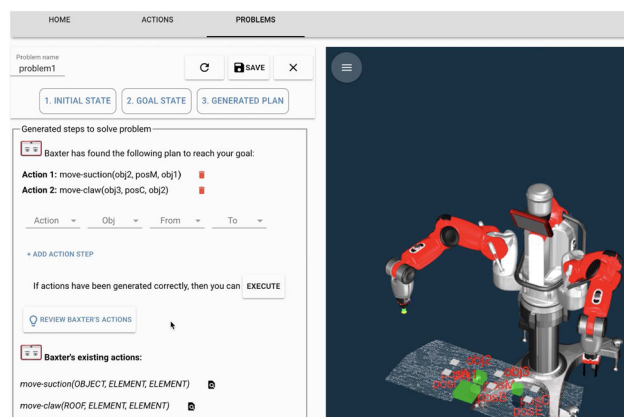 HOME ACTIONS PROBLEMS
Problem name
problem1
SAVE
1. INITIAL STATE 2. GOAL STATE 3. GENERATED PLAN
Generated steps to solve problem
Baxter has found the following plan to reach your goal:
Action 1: move-suction(obj2, posM, obj1)
Action 2: move-claw(obj3, posC, obj2)
Action Obj From To
+ ADD ACTION STEP
If actions have been generated correctly, then you can EXECUTE
REVIEW BAXTER'S ACTIONS
Baxter's existing actions:
move-suction(OBJECT, ELEMENT, ELEMENT)
move-claw(ROOF, ELEMENT, ELEMENT)
obj2
obj3